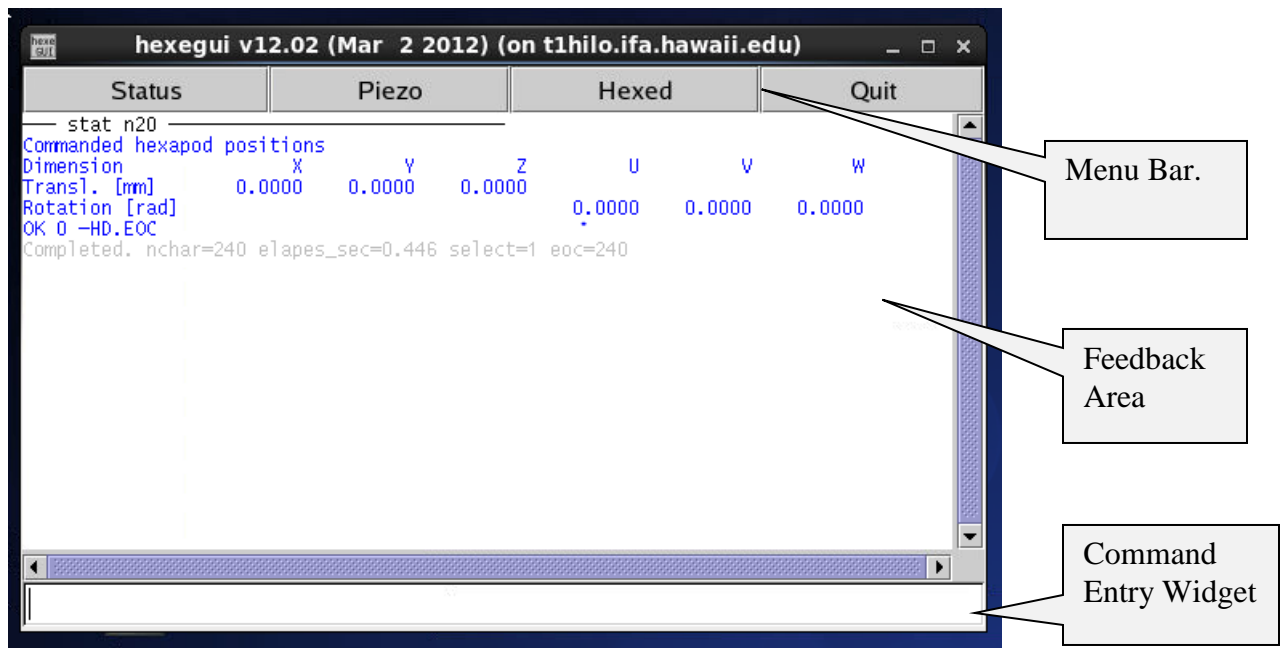 hexe
GUI
hexegui v12.02 (Mar  2 2012) (on t1hilo.ifa.hawaii.edu)
Status Piezo Hexed Quit
stat n20
Commanded hexapod positions
Dimension X Y Z U V W
Transl. [mm] 0.0000 0.0000 0.0000
Rotation [rad] 0.0000 0.0000 0.0000
OK 0 -HD.EOC
Completed. nchar=240 elapes_sec=0.446 select=1 eoc=240
Menu Bar.
Feedback
Area
Command
Entry Widget